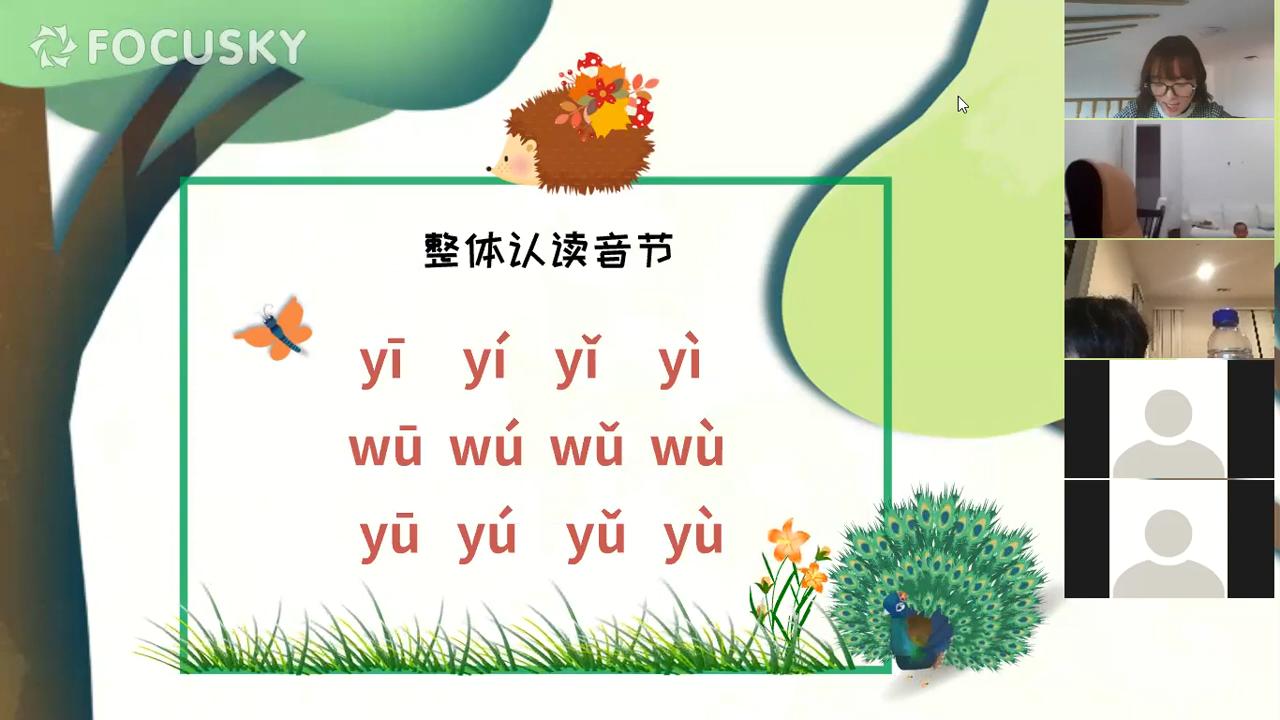 FOCUSKY
整体认读音节
yī yí yǐ yì
wū wú wǔ wù
yū yú yǔ yù